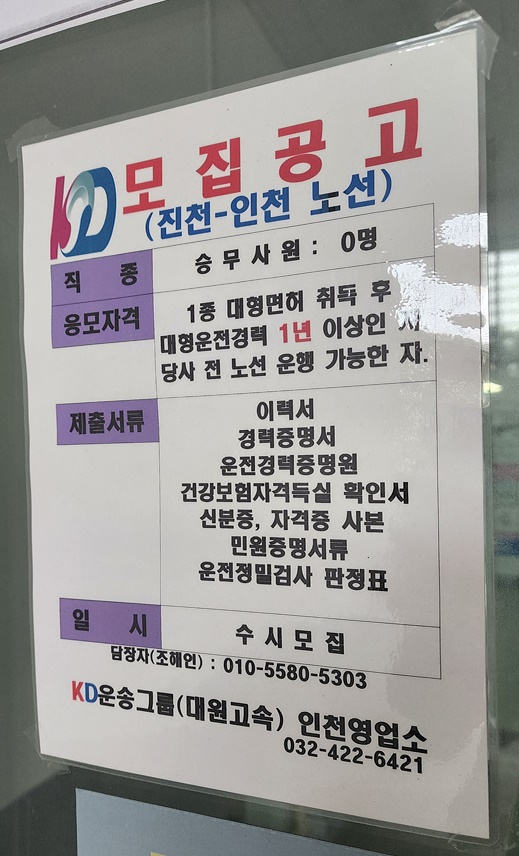 KD 모집공고
(진천-인천 노선)
직 종
승무사원 : 0명
응모자격
1종 대형면허 취득 후
대형운전경력 1년 이상인 자
당사 전 노선 운행 가능한 자.
제출서류
이력서
경력증명서
운전경력증명원
건강보험자격득실 확인서
신분증, 자격증 사본
민원증명서류
운전정밀검사 판정표
일 시
수시모집
담장자(조해인) : 010-5580-5303
KD운송그룹(대원고속) 인천영업소
032-422-6421